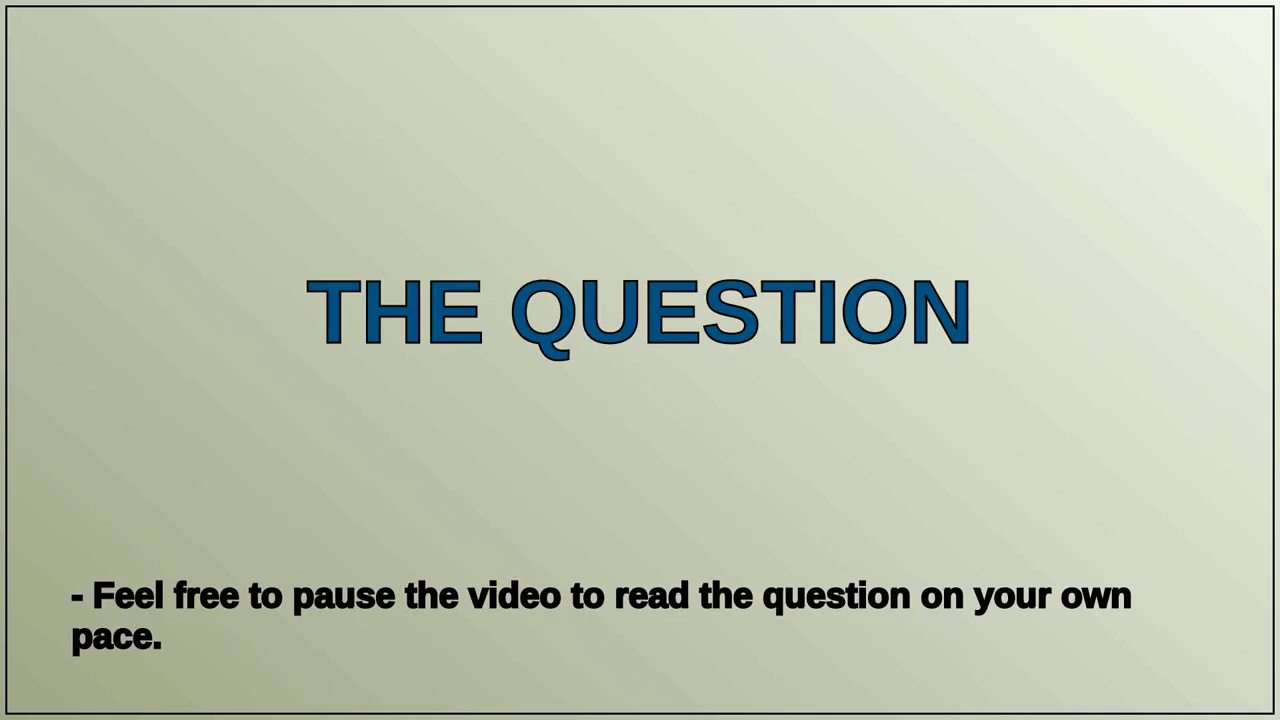 THE QUESTION
- Feel free to pause the video to read the question on your own
pace.